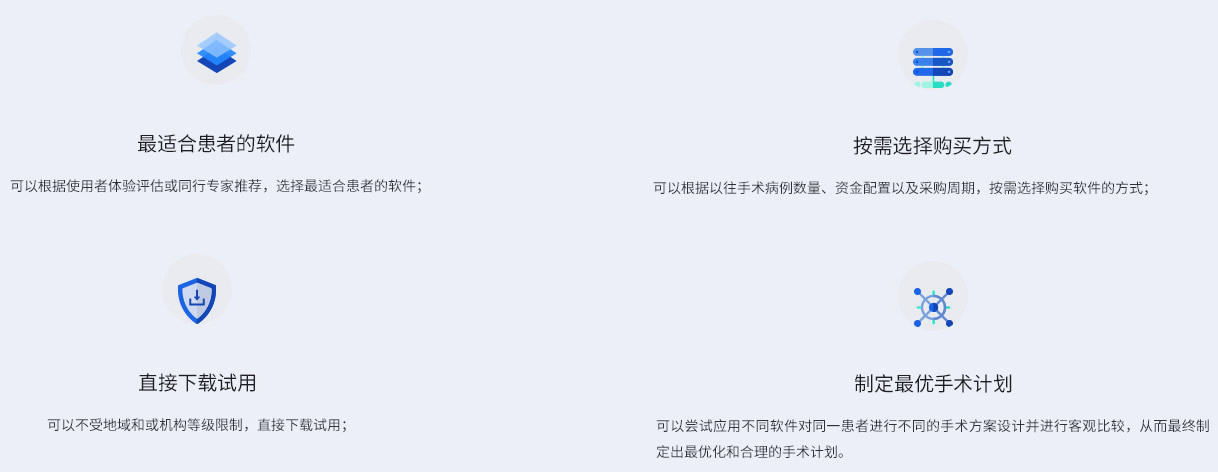 最适合患者的软件
可以根据使用者体验评估或同行专家推荐，选择最适合患者的软件；
按需选择购买方式
可以根据以往手术病例数量、资金配置以及采购周期，按需选择购买软件的方式；
直接下载试用
可以不受地域和或机构等级限制，直接下载试用；
制定最优手术计划
可以尝试应用不同软件对同一患者进行不同的手术方案设计并进行客观比较，从而最终制
定出最优化和合理的手术计划。